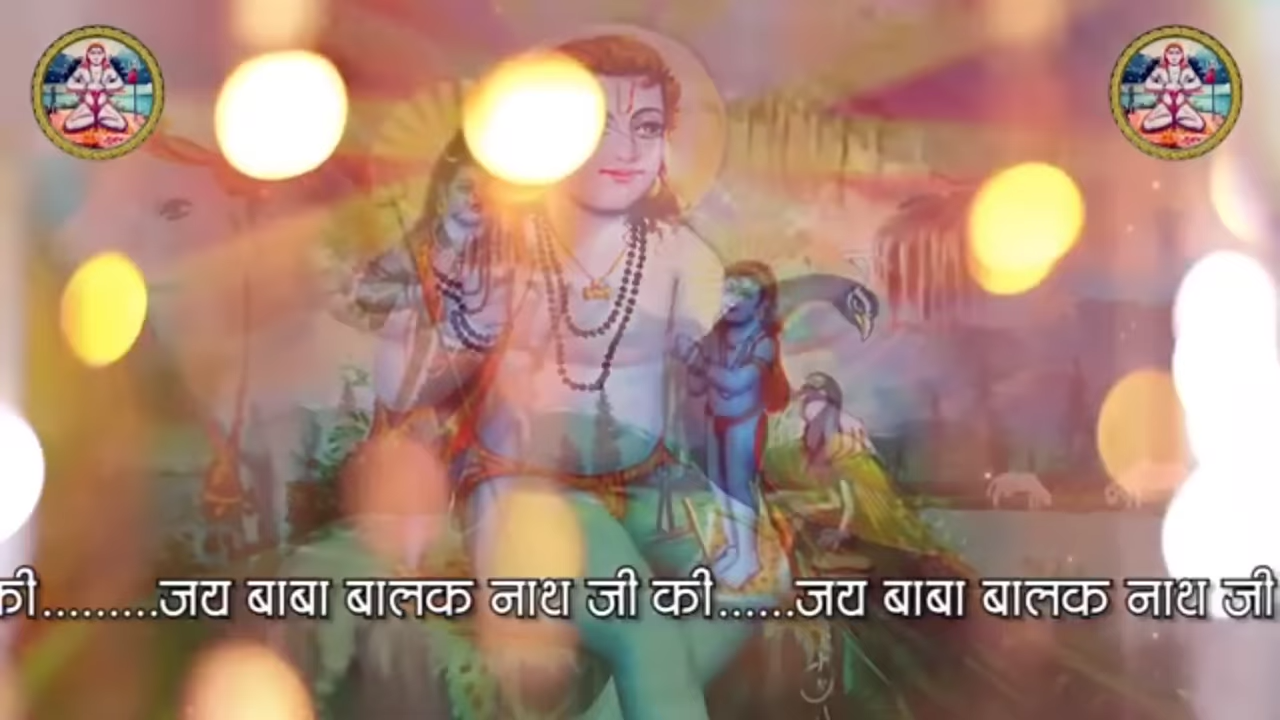 की.........जय बाबा बालक नाथ जी की......जय बाबा बालक नाथ जी